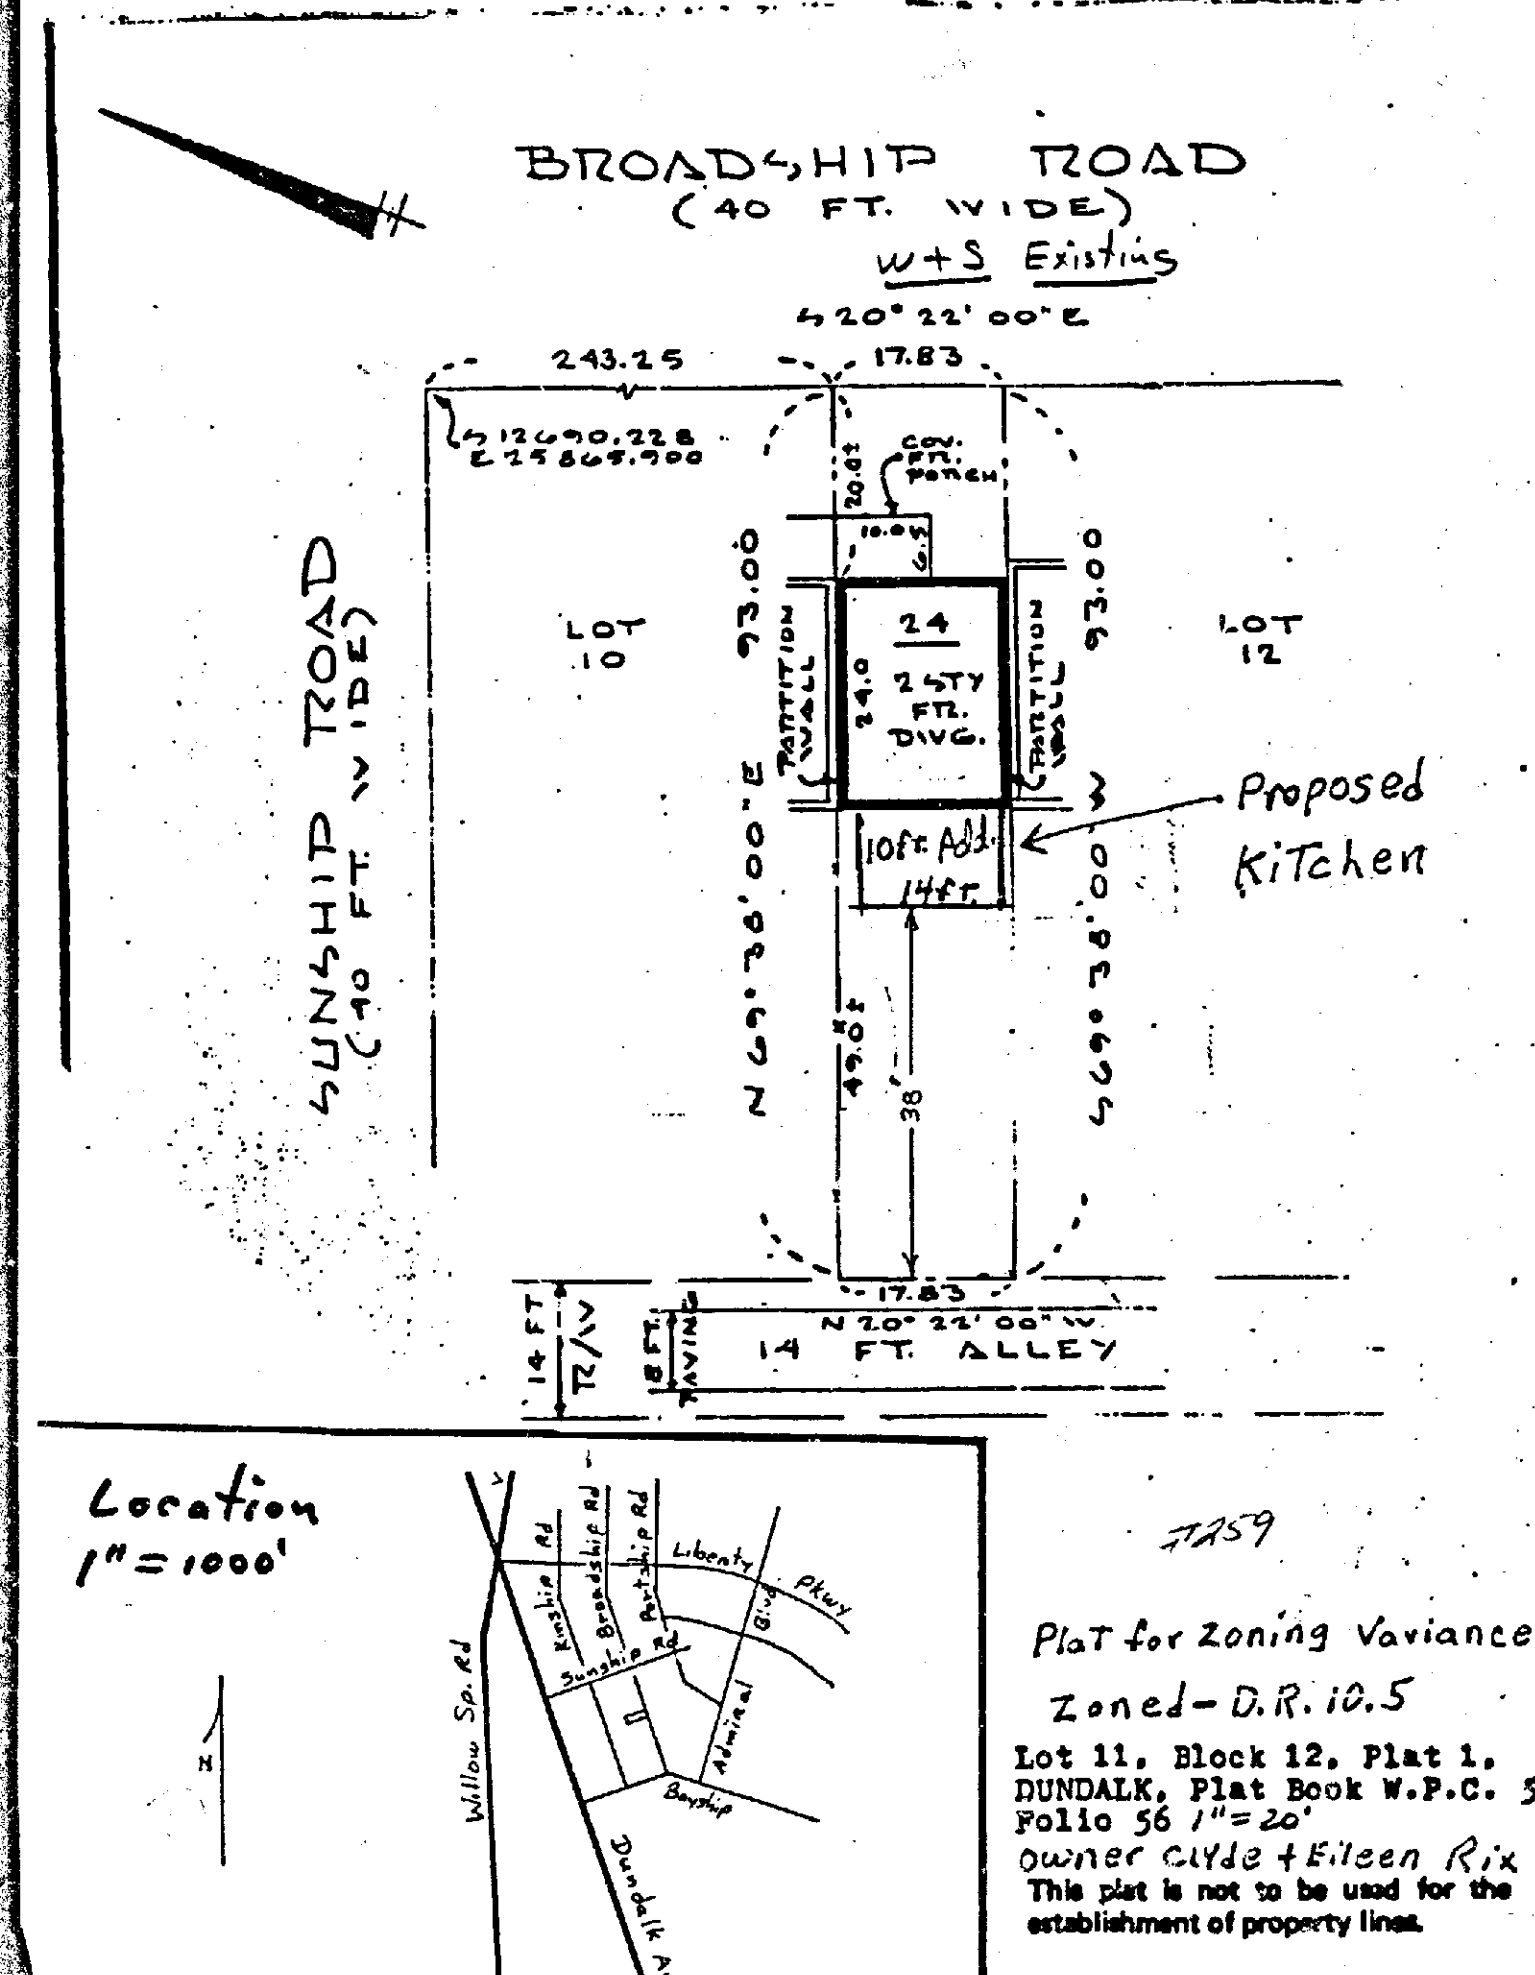 BROADSHIP ROAD
(40 FT. WIDE)
W+S Existing
S 20° 22' 00" E
243.25
17.83
S 12690.228
E 25865.900
COV.
FR.
PORCH
20.0±
10.0
6.5
SUNSHIP ROAD
(40 FT. WIDE)
LOT
10
93.00
N 69° 38' 00" E
PARTITION
WALL
24
24.0
2 STY
FR.
DWG.
PARTITION
WALL
93.00
S 69° 38' 00" W
LOT
12
Proposed
Kitchen
10ft. Add.
14ft.
49.0±
38'
17.83
N 20° 22' 00" W
14 FT. ALLEY
14 FT
R/W
8 FT.
PAVING
Location
1" = 1000'
N
Kinship Rd
Broadship Rd
Portship Rd
Liberty Pkwy
Sunship Rd
Admiral Blvd
Willow Sp. Rd
Bayship
Dundalk
#259
Plat for Zoning Variance
Zoned - D.R. 10.5
Lot 11, Block 12, Plat 1,
DUNDALK, Plat Book W.P.C.
Folio 56 1"=20'
owner Clyde + Eileen Rix
This plat is not to be used for the
establishment of property lines.